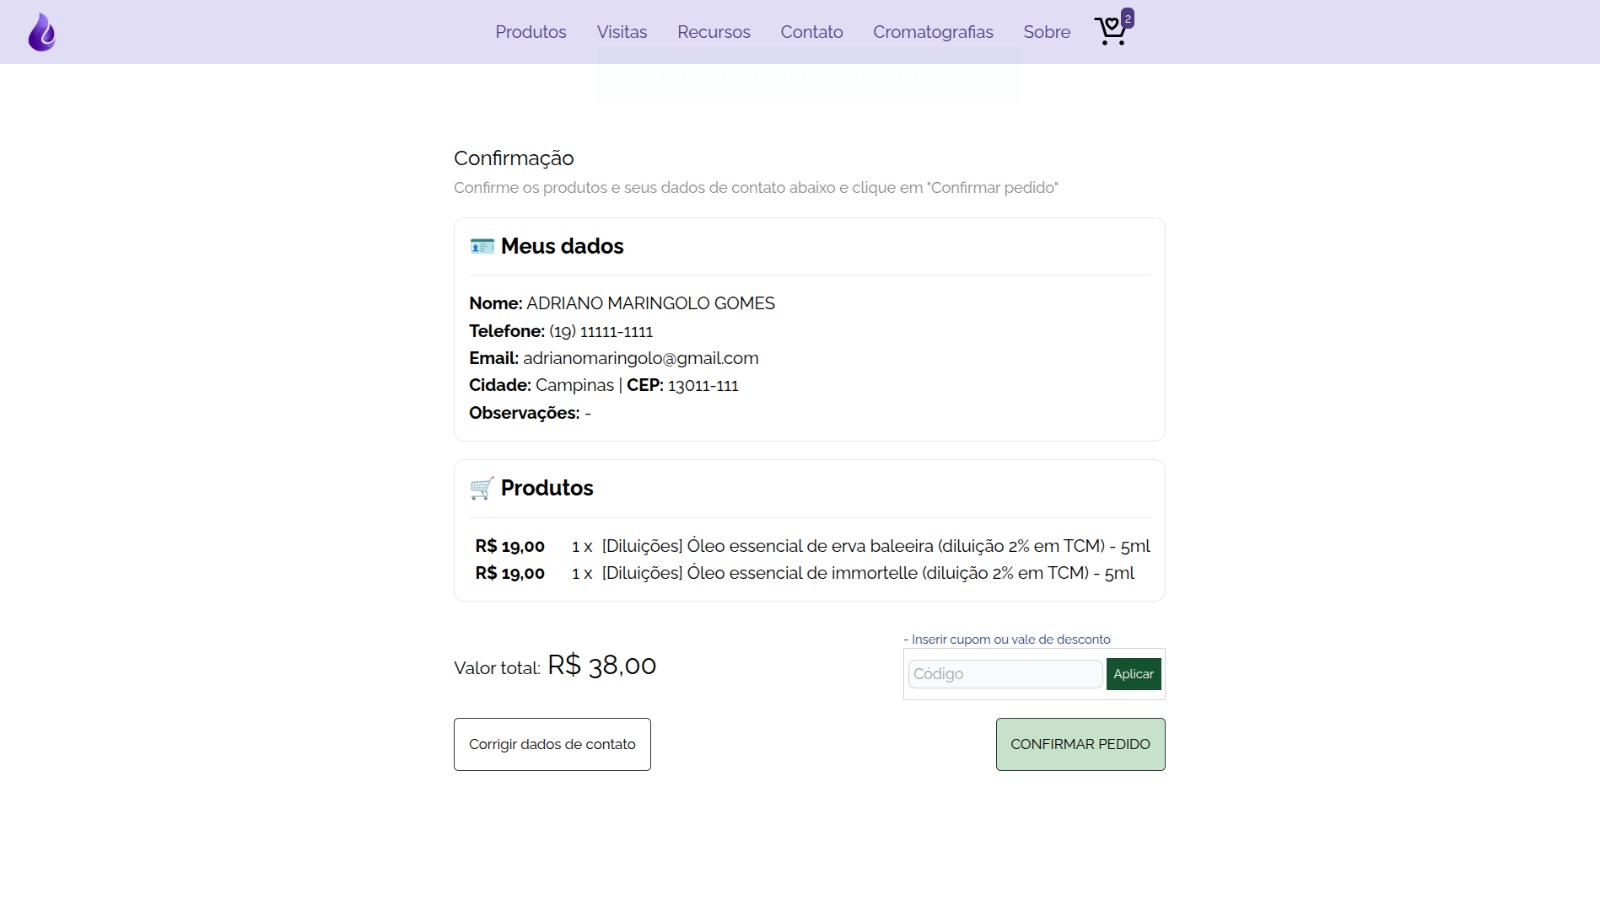 Produtos Visitas Recursos Contato Cromatografias Sobre 2
Confirmação
Confirme os produtos e seus dados de contato abaixo e clique em "Confirmar pedido"
Meus dados
Nome: ADRIANO MARINGOLO GOMES
Telefone: (19) 11111-1111
Email: adrianomaringolo@gmail.com
Cidade: Campinas | CEP: 13011-111
Observações: -
Produtos
R$ 19,00 1 x [Diluições] Óleo essencial de erva baleeira (diluição 2% em TCM) - 5ml
R$ 19,00 1 x [Diluições] Óleo essencial de immortelle (diluição 2% em TCM) - 5ml
- Inserir cupom ou vale de desconto
Valor total: R$ 38,00
Código Aplicar
Corrigir dados de contato CONFIRMAR PEDIDO